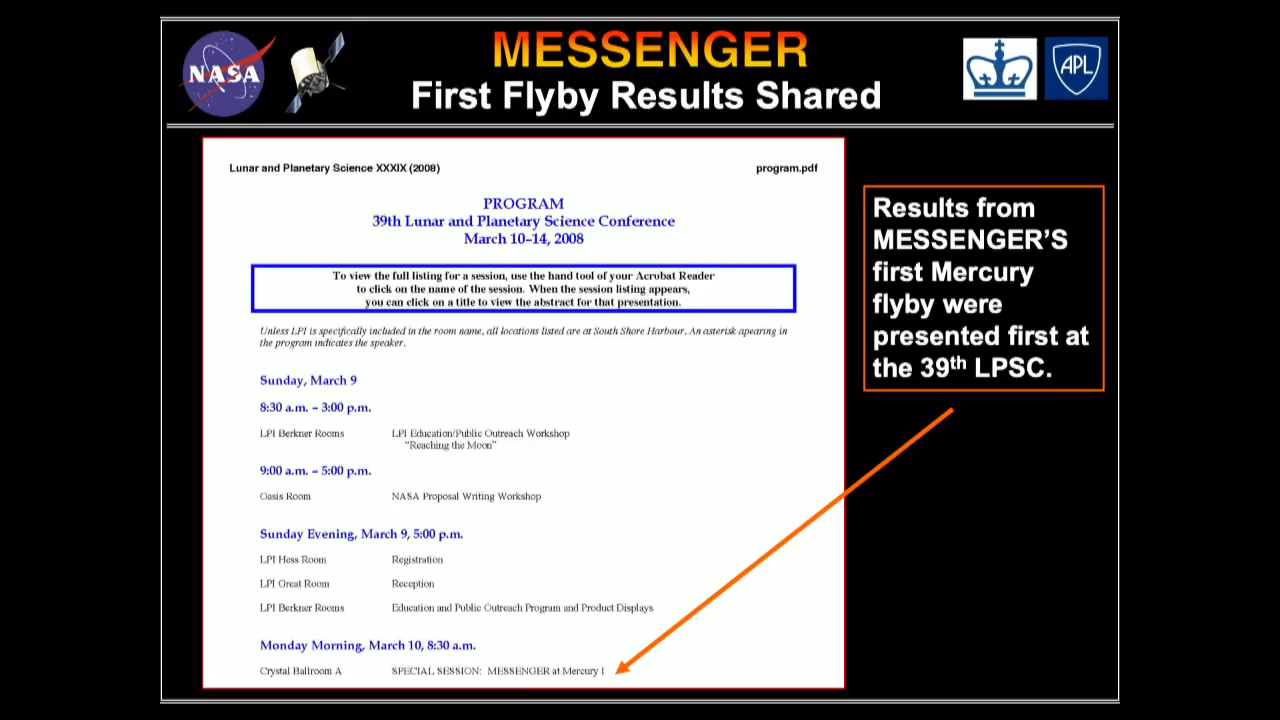 NASA
MESSENGER
First Flyby Results Shared
APL
Lunar and Planetary Science XXXIX (2008) program.pdf
PROGRAM
39th Lunar and Planetary Science Conference
March 10–14, 2008
To view the full listing for a session, use the hand tool of your Acrobat Reader
to click on the name of the session. When the session listing appears,
you can click on a title to view the abstract for that presentation.
Unless LPI is specifically included in the room name, all locations listed are at South Shore Harbour. An asterisk apearing in
the program indicates the speaker.
Sunday, March 9
8:30 a.m. – 3:00 p.m.
LPI Berkner Rooms LPI Education/Public Outreach Workshop
“Reaching the Moon”
9:00 a.m. – 5:00 p.m.
Oasis Room NASA Proposal Writing Workshop
Sunday Evening, March 9, 5:00 p.m.
LPI Hess Room Registration
LPI Great Room Reception
LPI Berkner Rooms Education and Public Outreach Program and Product Displays
Monday Morning, March 10, 8:30 a.m.
Crystal Ballroom A SPECIAL SESSION: MESSENGER at Mercury I
Results from
MESSENGER’S
first Mercury
flyby were
presented first at
the 39th LPSC.